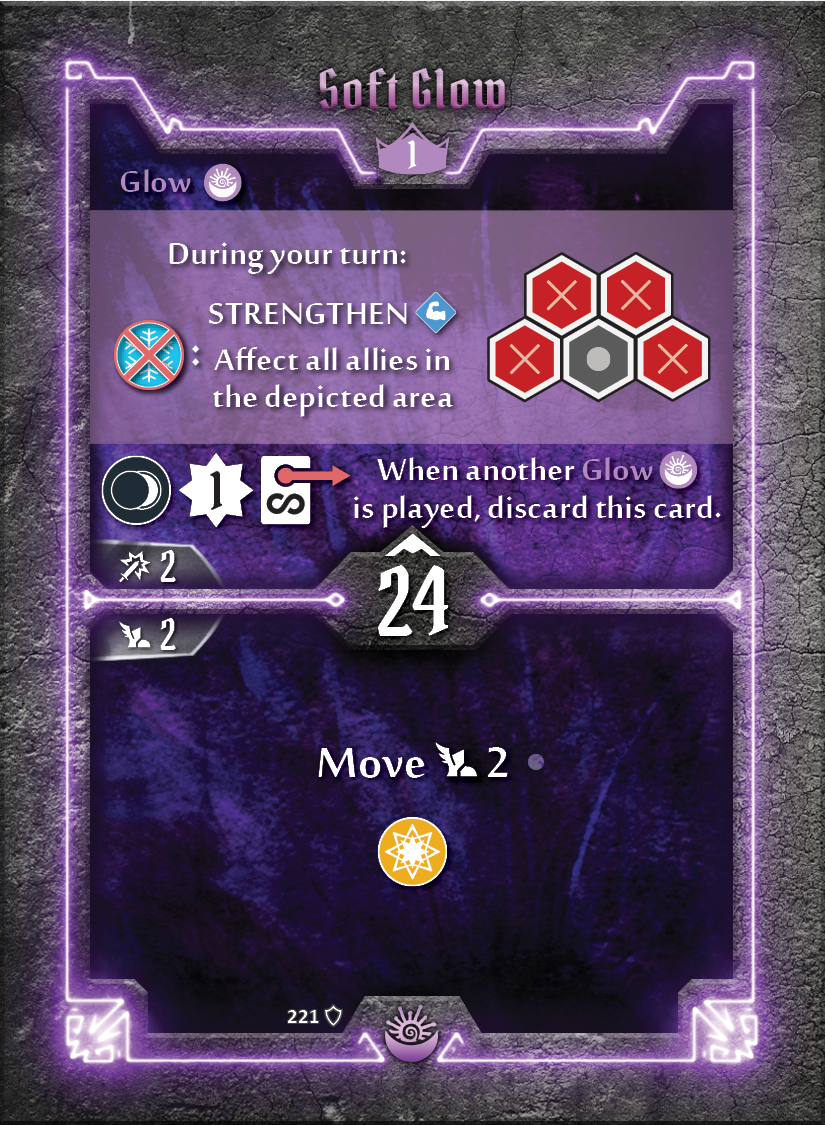 Soft Glow
1
Glow
During your turn:
STRENGTHEN
: Affect all allies in
the depicted area
1
When another Glow
is played, discard this card.
2
24
2
Move 2
221